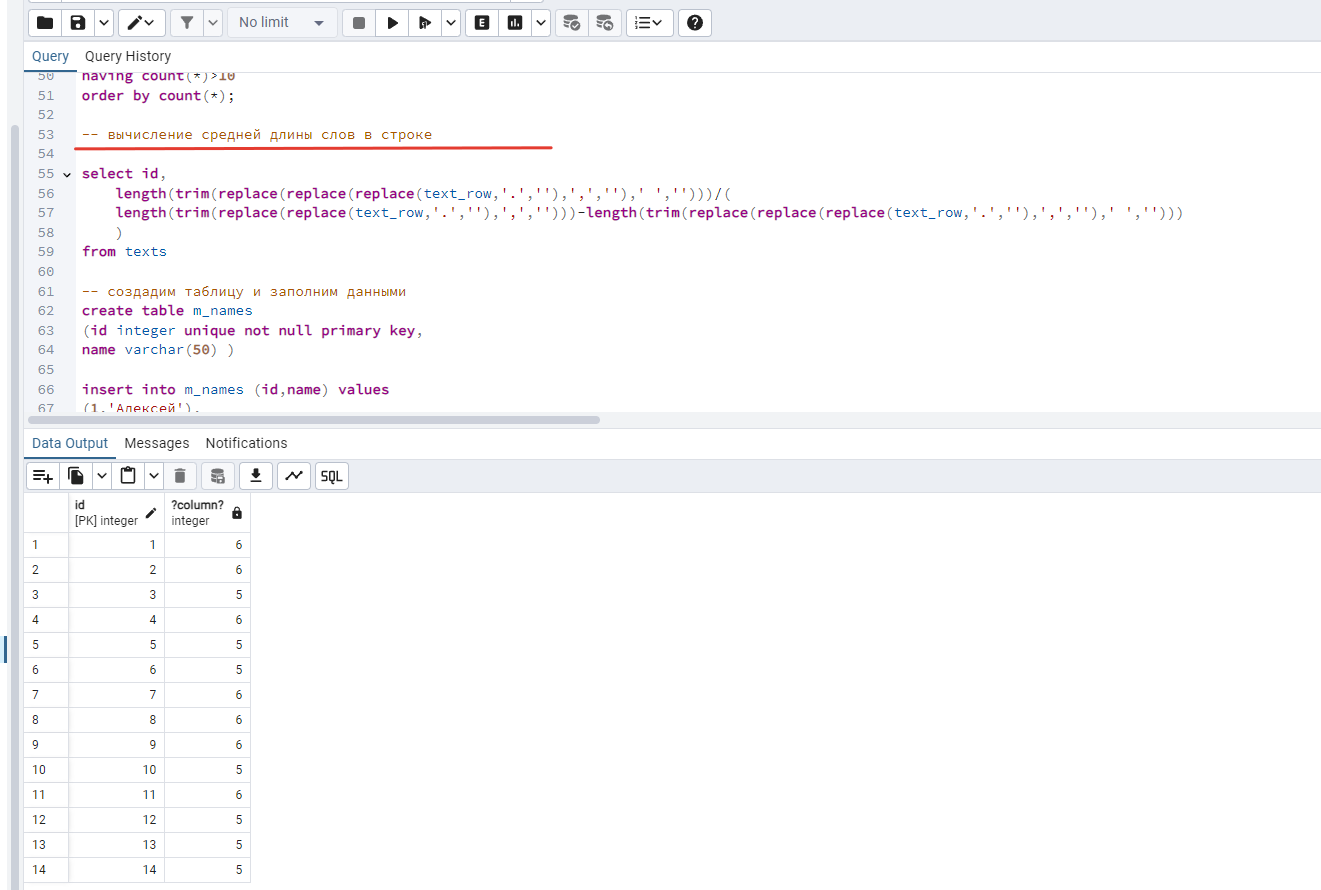 No limit
E
Query Query History
50 having count(*)>10
51 order by count(*);
52
53 -- вычисление средней длины слов в строке
54
55 select id,
56 length(trim(replace(replace(replace(text_row,'.',''),',',''),' ','')))/(
57 length(trim(replace(replace(text_row,'.',''),',','')))-length(trim(replace(replace(replace(text_row,'.',''),',',''),' ','')))
58 )
59 from texts
60
61 -- создадим таблицу и заполним данными
62 create table m_names
63 (id integer unique not null primary key,
64 name varchar(50) )
65
66 insert into m_names (id,name) values
67 (1,'Алексей'),
Data Output Messages Notifications
SQL
id ?column?
[PK] integer integer
1 1 6
2 2 6
3 3 5
4 4 6
5 5 5
6 6 5
7 7 6
8 8 6
9 9 6
10 10 5
11 11 6
12 12 5
13 13 5
14 14 5